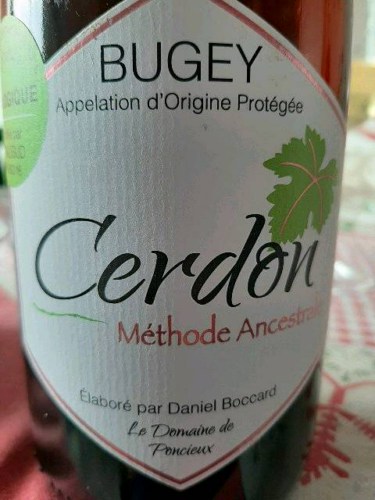 BUGEY
Appelation d'Origine Protégée
Cerdon
Méthode Ancestrale
Élaboré par Daniel Boccard
Le Domaine de
Poncieux